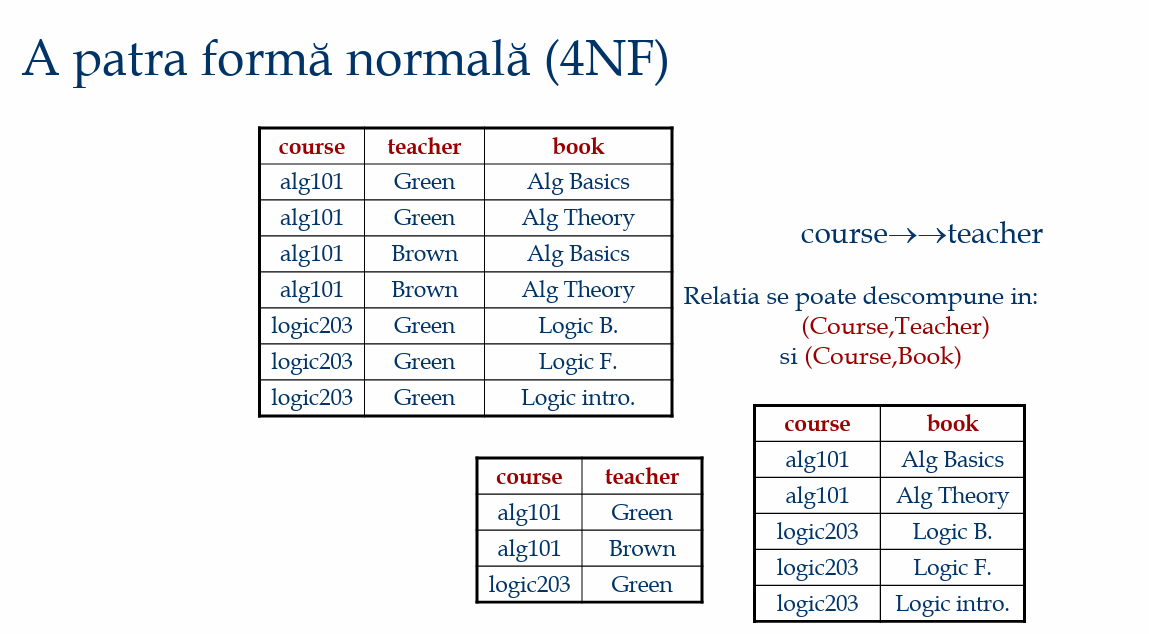 A patra formă normală (4NF)
course teacher book
alg101 Green Alg Basics
alg101 Green Alg Theory
alg101 Brown Alg Basics
alg101 Brown Alg Theory
logic203 Green Logic B.
logic203 Green Logic F.
logic203 Green Logic intro.
course→→teacher
Relatia se poate descompune in:
(Course,Teacher)
si (Course,Book)
course teacher
alg101 Green
alg101 Brown
logic203 Green
course book
alg101 Alg Basics
alg101 Alg Theory
logic203 Logic B.
logic203 Logic F.
logic203 Logic intro.